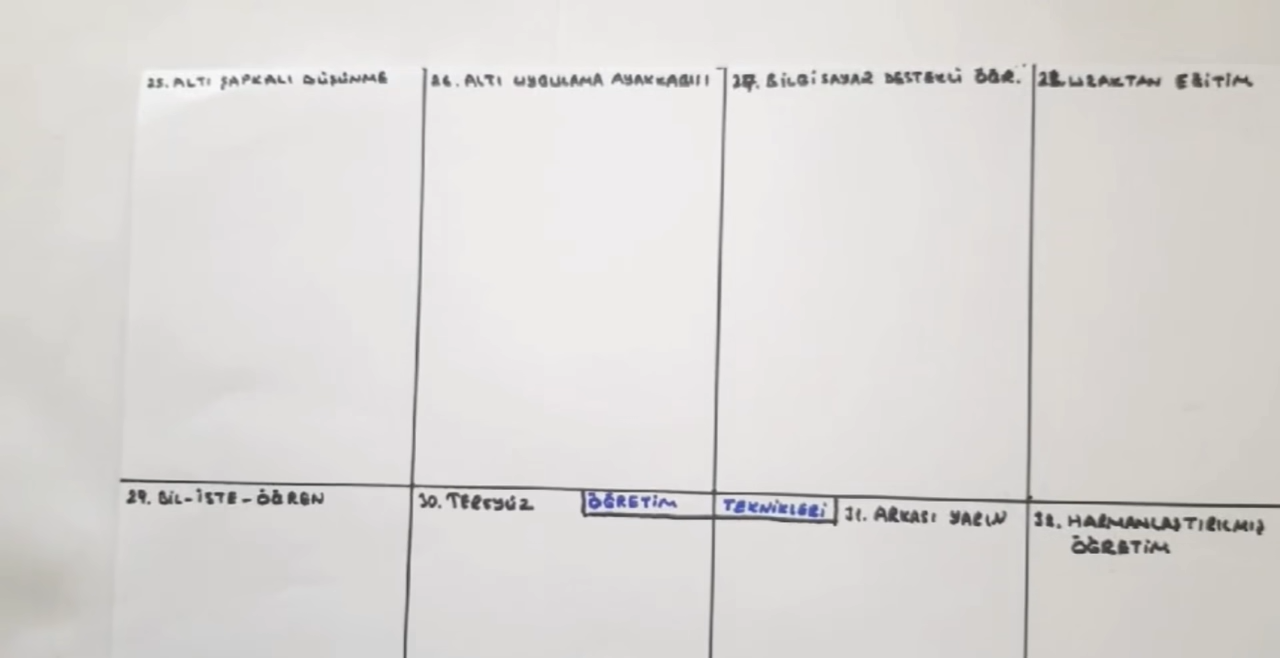 25. ALTI ŞAPKALI DÜŞÜNME
26. ALTI UYGULAMA AYAKKABISI
27. BİLGİSAYAR DESTEKLİ ÖĞR.
28. UZAKTAN EĞİTİM
29. BİL-İSTE-ÖĞREN
30. TERSYÜZ
ÖĞRETİM TEKNİKLERİ
31. ARKASI YARIN
32. HARMANLAŞTIRILMIŞ
ÖĞRETİM